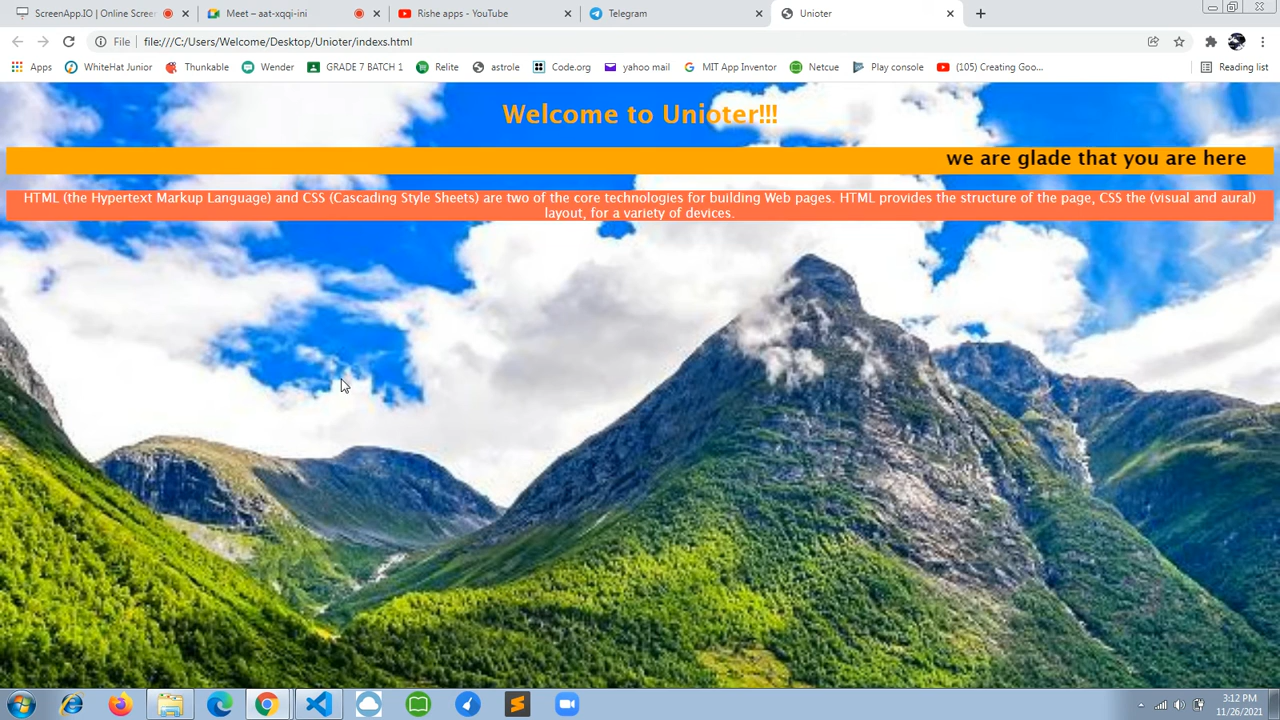 ScreenApp.IO | Online Scree
Meet – aat-xqqi-ini
Rishe apps - YouTube
Telegram
Unioter
File
file:///C:/Users/Welcome/Desktop/Unioter/indexs.html
Apps
WhiteHat Junior
Thunkable
Wender
GRADE 7 BATCH 1
Relite
astrole
Code.org
yahoo mail
MIT App Inventor
Netcue
Play console
(105) Creating Goo...
Reading list
Welcome to Unioter!!!
we are glade that you are here
HTML (the Hypertext Markup Language) and CSS (Cascading Style Sheets) are two of the core technologies for building Web pages. HTML provides the structure of the page, CSS the (visual and aural)
layout, for a variety of devices.
3:12 PM
11/26/2021